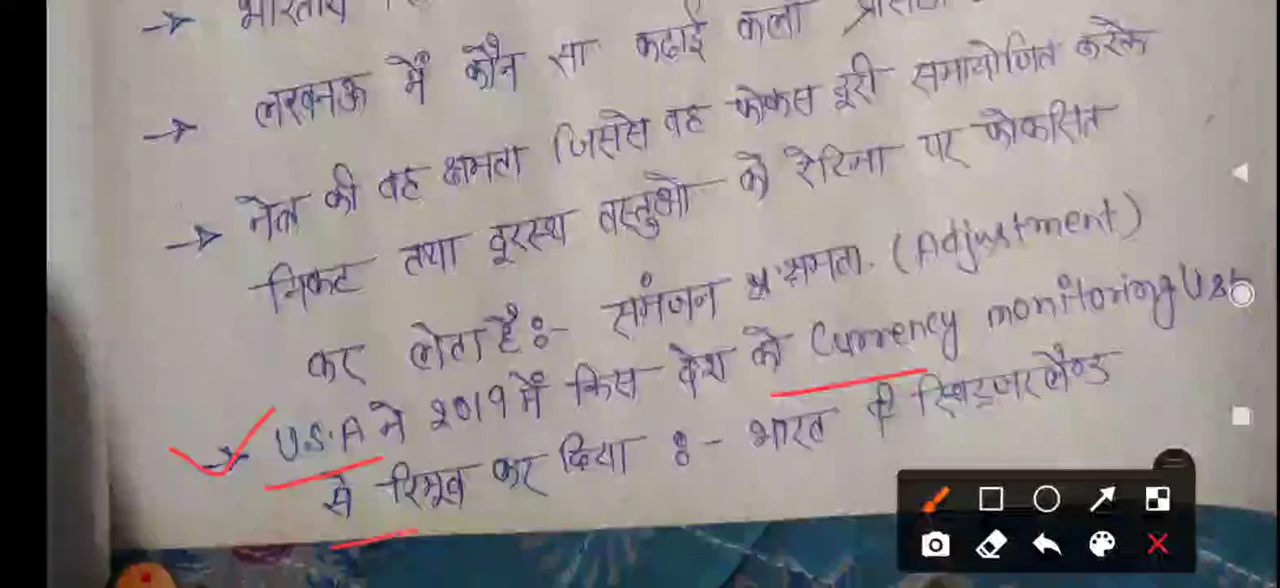 → भारतीय
→ लखनऊ में कौन सा कढाई कला
→ नेत्र की वह क्षमता जिससे वह फोकस दूरी समायोजित करके
निकट तथा दूरस्थ वस्तुओ को रेटिना पर फोकसित
कर लेता है :- समंजन क्षमता. (Adjustment)
→ U.S.A ने 2019 में किस देश को Currency monitoring
से रिमूव कर दिया :- भारत स्विट्जरलैण्ड